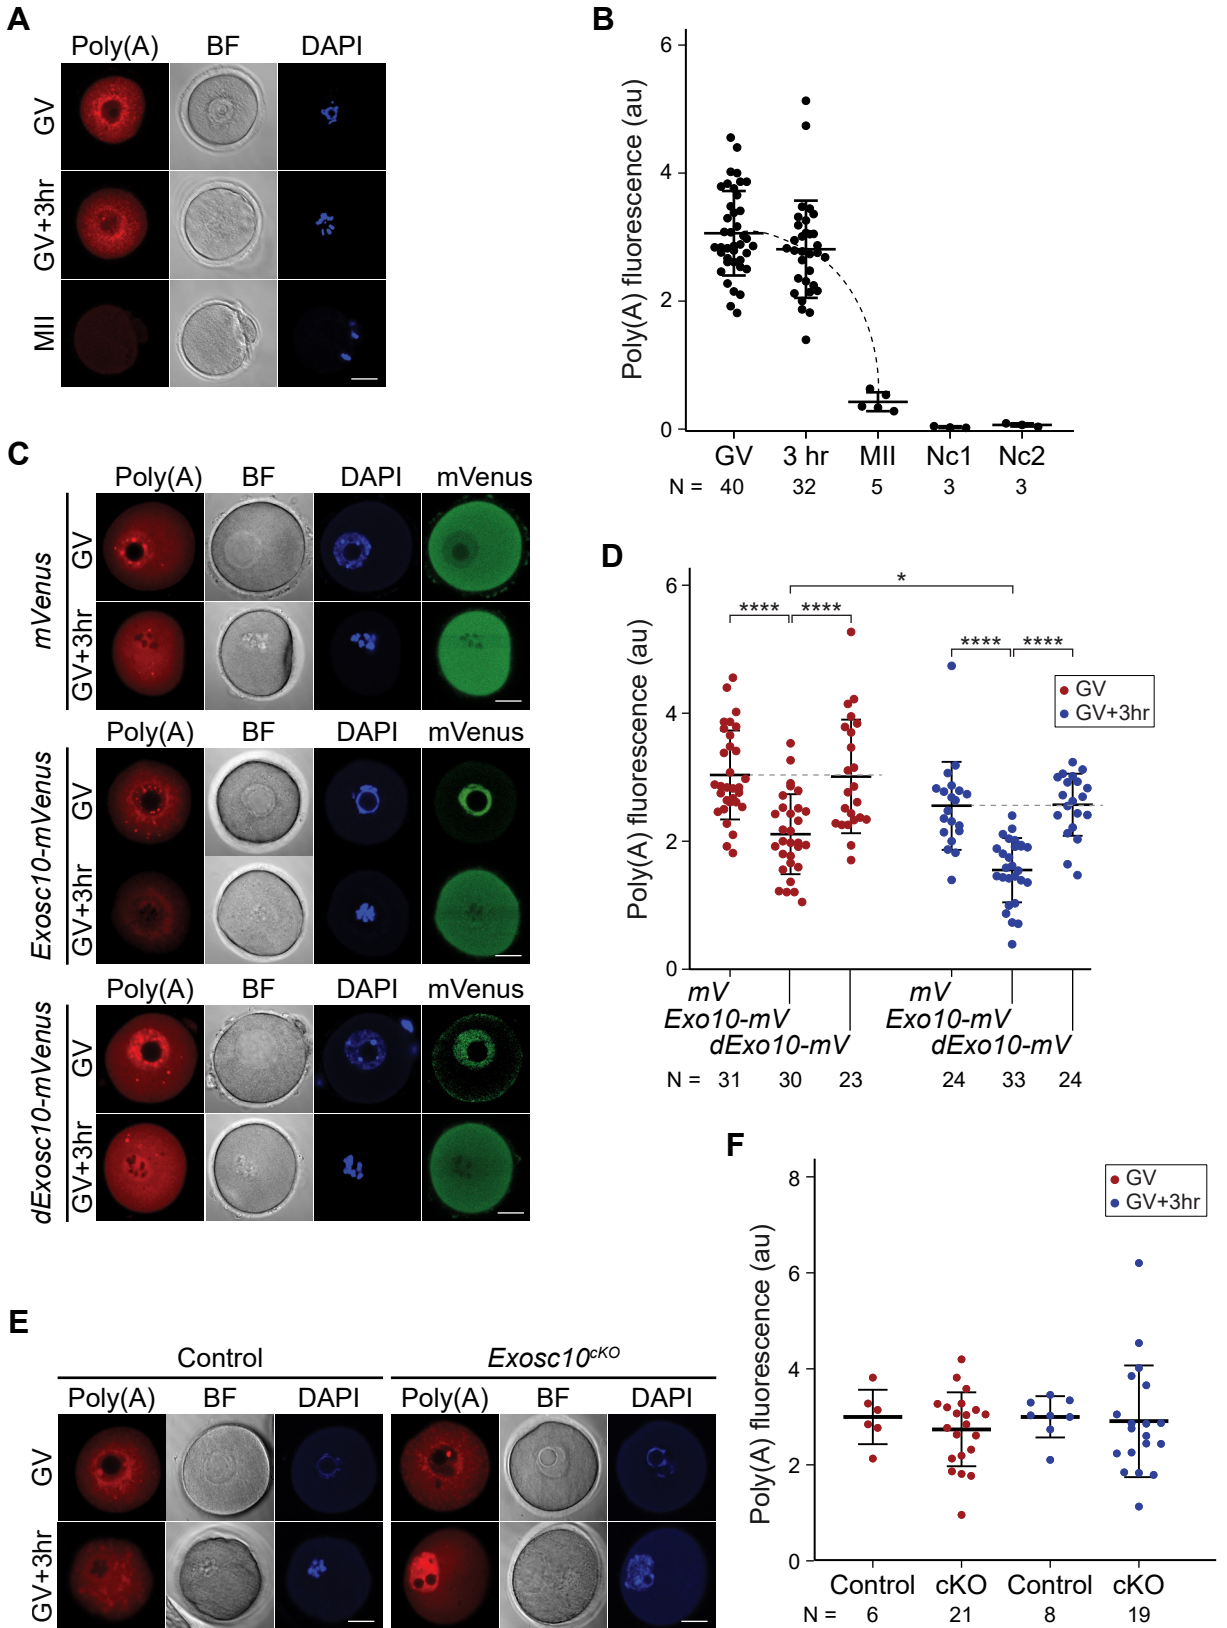 A
Poly(A) BF DAPI
GV
GV+3hr
MII
B
Poly(A) fluorescence (au)
6
4
2
0
GV 3 hr MII Nc1 Nc2
N = 40 32 5 3 3
C
Poly(A) BF DAPI mVenus
mVenus
GV
GV+3hr
Poly(A) BF DAPI mVenus
Exosc10-mVenus
GV
GV+3hr
Poly(A) BF DAPI mVenus
dExosc10-mVenus
GV
GV+3hr
D
Poly(A) fluorescence (au)
6
4
2
0
*
**** ****
**** ****
GV
GV+3hr
mV mV
Exo10-mV Exo10-mV
dExo10-mV dExo10-mV
N = 31 30 23 24 33 24
E
Control Exosc10cKO
Poly(A) BF DAPI Poly(A) BF DAPI
GV
GV+3hr
F
Poly(A) fluorescence (au)
8
6
4
2
0
GV
GV+3hr
Control cKO Control cKO
N = 6 21 8 19